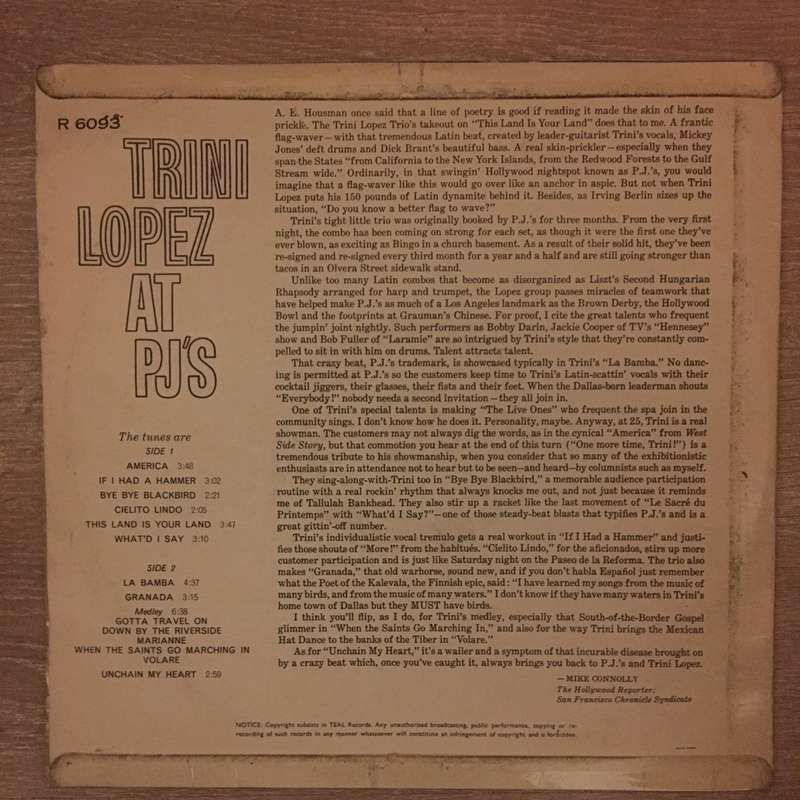 R 6093
TRINI
LOPEZ
AT
PJ'S
The tunes are
SIDE 1
AMERICA 3:48
IF I HAD A HAMMER 3:02
BYE BYE BLACKBIRD 2:21
CIELITO LINDO 2:05
THIS LAND IS YOUR LAND 3:47
WHAT'D I SAY 3:10
SIDE 2
LA BAMBA 4:37
GRANADA 3:15
Medley 6:38
GOTTA TRAVEL ON
DOWN BY THE RIVERSIDE
MARIANNE
WHEN THE SAINTS GO MARCHING IN
VOLARE
UNCHAIN MY HEART 2:59
A. E. Housman once said that a line of poetry is good if reading it made the skin of his face
prickle. The Trini Lopez Trio's takeout on "This Land Is Your Land" does that to me. A frantic
flag-waver—with that tremendous Latin beat, created by leader-guitarist Trini's vocals, Mickey
Jones' deft drums and Dick Brant's beautiful bass. A real skin-prickler—especially when they
span the States "from California to the New York Islands, from the Redwood Forests to the Gulf
Stream wide." Ordinarily, in that swingin' Hollywood nightspot known as P.J.'s, you would
imagine that a flag-waver like this would go over like an anchor in aspic. But not when Trini
Lopez puts his 150 pounds of Latin dynamite behind it. Besides, as Irving Berlin sizes up the
situation, "Do you know a better flag to wave?"
Trini's tight little trio was originally booked by P.J.'s for three months. From the very first
night, the combo has been coming on strong for each set, as though it were the first one they've
ever blown, as exciting as Bingo in a church basement. As a result of their solid hit, they've been
re-signed and re-signed every third month for a year and a half and are still going stronger than
tacos in an Olvera Street sidewalk stand.
Unlike too many Latin combos that become as disorganized as Liszt's Second Hungarian
Rhapsody arranged for harp and trumpet, the Lopez group passes miracles of teamwork that
have helped make P.J.'s as much of a Los Angeles landmark as the Brown Derby, the Hollywood
Bowl and the footprints at Grauman's Chinese. For proof, I cite the great talents who frequent
the jumpin' joint nightly. Such performers as Bobby Darin, Jackie Cooper of TV's "Hennesey"
show and Bob Fuller of "Laramie" are so intrigued by Trini's style that they're constantly com-
pelled to sit in with him on drums. Talent attracts talent.
That crazy beat, P.J.'s trademark, is showcased typically in Trini's "La Bamba." No danc-
ing is permitted at P.J.'s so the customers keep time to Trini's Latin-scattin' vocals with their
cocktail jiggers, their glasses, their fists and their feet. When the Dallas-born leaderman shouts
"Everybody!" nobody needs a second invitation—they all join in.
One of Trini's special talents is making "The Live Ones" who frequent the spa join in the
community sings. I don't know how he does it. Personality, maybe. Anyway, at 25, Trini is a real
showman. The customers may not always dig the words, as in the cynical "America" from West
Side Story, but that commotion you hear at the end of this turn ("One more time, Trini!") is a
tremendous tribute to his showmanship, when you consider that so many of the exhibitionistic
enthusiasts are in attendance not to hear but to be seen—and heard—by columnists such as myself.
They sing-along-with-Trini too in "Bye Bye Blackbird," a memorable audience participation
routine with a real rockin' rhythm that always knocks me out, and not just because it reminds
me of Tallulah Bankhead. They also stir up a racket like the last movement of "Le Sacré du
Printemps" with "What'd I Say?"—one of those steady-beat blasts that typifies P.J.'s and is a
great gittin'-off number.
Trini's individualistic vocal tremulo gets a real workout in "If I Had a Hammer" and justi-
fies those shouts of "More!" from the habitués. "Cielito Lindo," for the aficionados, stirs up more
customer participation and is just like Saturday night on the Paseo de la Reforma. The trio also
makes "Granada," that old warhorse, sound new, and if you don't habla Español just remember
what the Poet of the Kalevala, the Finnish epic, said: "I have learned my songs from the music of
many birds, and from the music of many waters." I don't know if they have many waters in Trini's
home town of Dallas but they MUST have birds.
I think you'll flip, as I do, for Trini's medley, especially that South-of-the-Border Gospel
glimmer in "When the Saints Go Marching In," and also for the way Trini brings the Mexican
Hat Dance to the banks of the Tiber in "Volare."
As for "Unchain My Heart," it's a wailer and a symptom of that incurable disease brought on
by a crazy beat which, once you've caught it, always brings you back to P.J.'s and Trini Lopez.
—MIKE CONNOLLY
The Hollywood Reporter;
San Francisco Chronicle Syndicate
NOTICE: Copyright subsists in TEAL Records. Any unauthorised broadcasting, public performance, copying or re-
recording of such records in any manner whatsoever will constitute an infringement of copyright and is forbidden.